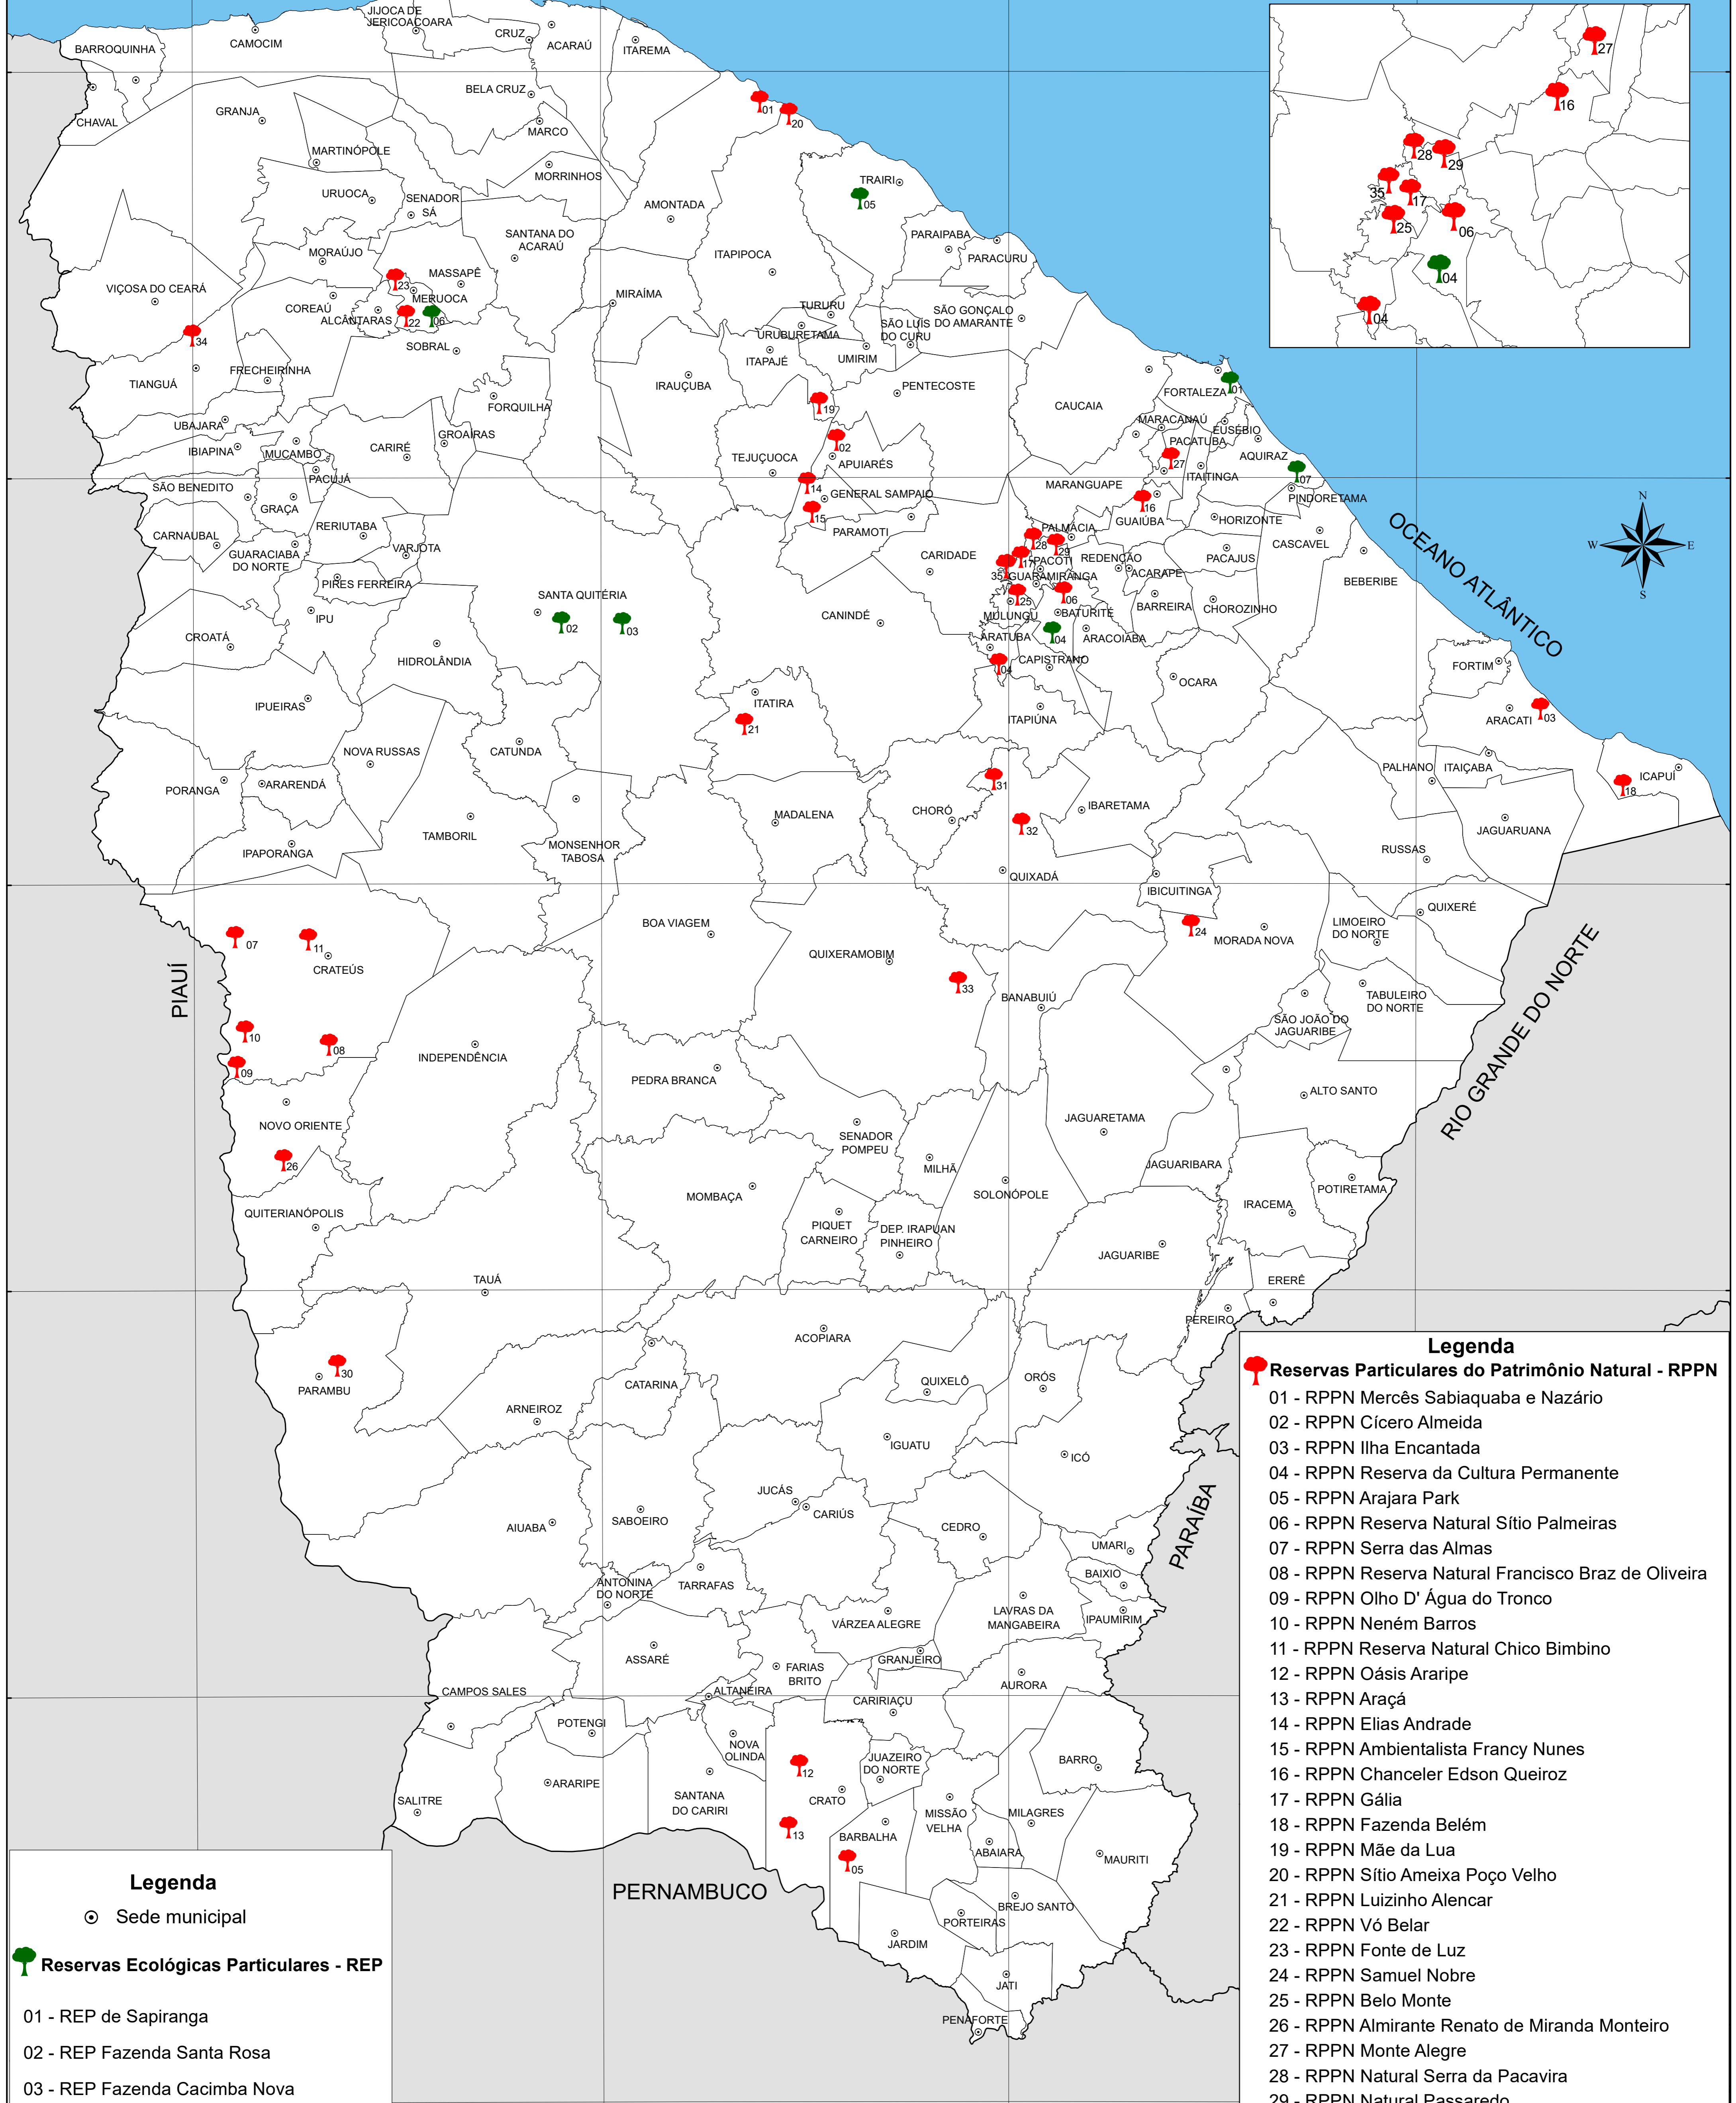 JIJOCA DE
JERICOACOARA
CRUZ
ACARAÚ
ITAREMA
CAMOCIM
BARROQUINHA
CHAVAL
GRANJA
BELA CRUZ
MARCO
MARTINÓPOLE
MORRINHOS
URUOCA
SENADOR
SÁ
AMONTADA
TRAIRI
SANTANA DO
ACARAÚ
ITAPIPOCA
PARAIPABA
PARACURU
MORAÚJO
MASSAPÊ
VIÇOSA DO CEARÁ
COREAÚ
MERUOCA
ALCÂNTARAS
MIRAÍMA
TURURU
SÃO GONÇALO
DO AMARANTE
SÃO LUÍS
DO CURU
URUBURETAMA
SOBRAL
ITAPAJÉ
UMIRIM
TIANGUÁ
FRECHEIRINHA
IRAUÇUBA
PENTECOSTE
FORTALEZA
FORQUILHA
CAUCAIA
UBAJARA
MARACANAÚ
EUSÉBIO
IBIAPINA
MUCAMBO
CARIRÉ
GROAÍRAS
PACATUBA
AQUIRAZ
TEJUÇUOCA
APUIARÉS
PACUJÁ
ITAITINGA
SÃO BENEDITO
MARANGUAPE
GENERAL SAMPAIO
PINDORETAMA
GRAÇA
RERIUTABA
PARAMOTI
PALMÁCIA
GUAIÚBA
HORIZONTE
CARNAUBAL
GUARACIABA
DO NORTE
VARJOTA
CARIDADE
PACOTI
REDENÇÃO
PACAJUS
CASCAVEL
ACARAPE
PIRES FERREIRA
GUARAMIRANGA
BEBERIBE
SANTA QUITÉRIA
BARREIRA
CHOROZINHO
IPU
CANINDÉ
MULUNGU
BATURITÉ
CROATÁ
ARATUBA
ARACOIABA
HIDROLÂNDIA
CAPISTRANO
FORTIM
OCARA
IPUEIRAS
ITATIRA
ITAPIÚNA
ARACATI
NOVA RUSSAS
CATUNDA
PALHANO
ITAIÇABA
ICAPUÍ
PORANGA
ARARENDÁ
CHORÓ
IBARETAMA
MADALENA
JAGUARUANA
TAMBORIL
MONSENHOR
TABOSA
IPAPORANGA
RUSSAS
QUIXADÁ
IBICUITINGA
QUIXERÉ
BOA VIAGEM
LIMOEIRO
DO NORTE
MORADA NOVA
QUIXERAMOBIM
CRATEÚS
BANABUIÚ
TABULEIRO
DO NORTE
SÃO JOÃO DO
JAGUARIBE
INDEPENDÊNCIA
PEDRA BRANCA
ALTO SANTO
JAGUARETAMA
NOVO ORIENTE
SENADOR
POMPEU
MILHÃ
JAGUARIBARA
POTIRETAMA
SOLONÓPOLE
MOMBAÇA
IRACEMA
QUITERIANÓPOLIS
PIQUET
CARNEIRO
DEP. IRAPUAN
PINHEIRO
JAGUARIBE
TAUÁ
ERERÊ
PEREIRO
ACOPIARA
PARAMBU
CATARINA
QUIXELÔ
ORÓS
ARNEIROZ
IGUATU
ICÓ
JUCÁS
CARIÚS
AIUABA
SABOEIRO
CEDRO
UMARI
BAIXIO
ANTONINA
DO NORTE
TARRAFAS
VÁRZEA ALEGRE
LAVRAS DA
MANGABEIRA
IPAUMIRIM
ASSARÉ
FARIAS
BRITO
GRANJEIRO
AURORA
CAMPOS SALES
ALTANEIRA
CARIRIAÇU
POTENGI
NOVA
OLINDA
JUAZEIRO
DO NORTE
BARRO
ARARIPE
SANTANA
DO CARIRI
CRATO
SALITRE
MISSÃO
VELHA
MILAGRES
BARBALHA
ABAIARA
MAURITI
BREJO SANTO
PORTEIRAS
JARDIM
JATI
PENAFORTE
OCEANO ATLÂNTICO
PIAUÍ
RIO GRANDE DO NORTE
PARAÍBA
PERNAMBUCO
N
W
E
S
01
20
05
23
22
06
34
19
02
14
15
01
27
07
16
28
29
17
35
25
06
04
04
02
03
21
03
18
31
32
24
33
07
11
10
08
09
26
30
12
13
05
27
16
28
29
35
17
25
06
04
04
Legenda
Reservas Particulares do Patrimônio Natural - RPPN
01 - RPPN Mercês Sabiaquaba e Nazário
02 - RPPN Cícero Almeida
03 - RPPN Ilha Encantada
04 - RPPN Reserva da Cultura Permanente
05 - RPPN Arajara Park
06 - RPPN Reserva Natural Sítio Palmeiras
07 - RPPN Serra das Almas
08 - RPPN Reserva Natural Francisco Braz de Oliveira
09 - RPPN Olho D' Água do Tronco
10 - RPPN Neném Barros
11 - RPPN Reserva Natural Chico Bimbino
12 - RPPN Oásis Araripe
13 - RPPN Araçá
14 - RPPN Elias Andrade
15 - RPPN Ambientalista Francy Nunes
16 - RPPN Chanceler Edson Queiroz
17 - RPPN Gália
18 - RPPN Fazenda Belém
19 - RPPN Mãe da Lua
20 - RPPN Sítio Ameixa Poço Velho
21 - RPPN Luizinho Alencar
22 - RPPN Vó Belar
23 - RPPN Fonte de Luz
24 - RPPN Samuel Nobre
25 - RPPN Belo Monte
26 - RPPN Almirante Renato de Miranda Monteiro
27 - RPPN Monte Alegre
28 - RPPN Natural Serra da Pacavira
29 - RPPN Natural Passaredo
Legenda
Sede municipal
Reservas Ecológicas Particulares - REP
01 - REP de Sapiranga
02 - REP Fazenda Santa Rosa
03 - REP Fazenda Cacimba Nova